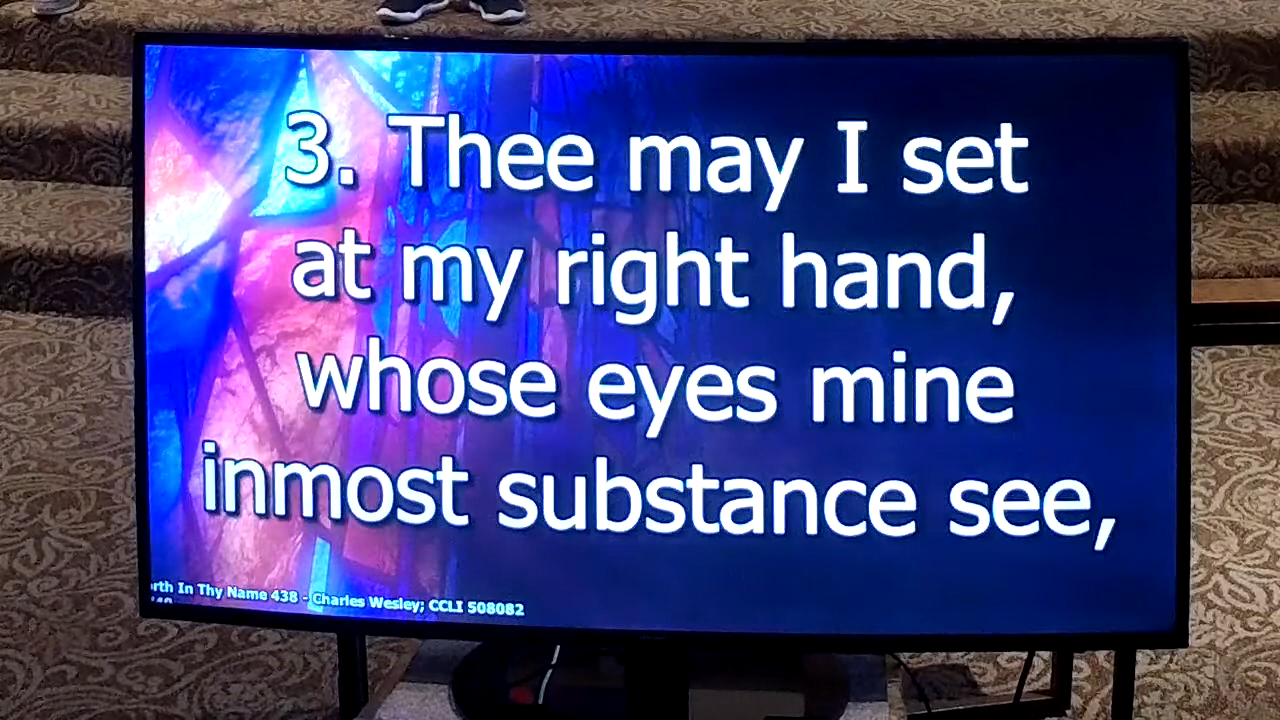 3. Thee may I set
at my right hand,
whose eyes mine
inmost substance see,
rth In Thy Name 438 - Charles Wesley; CCLI 508082